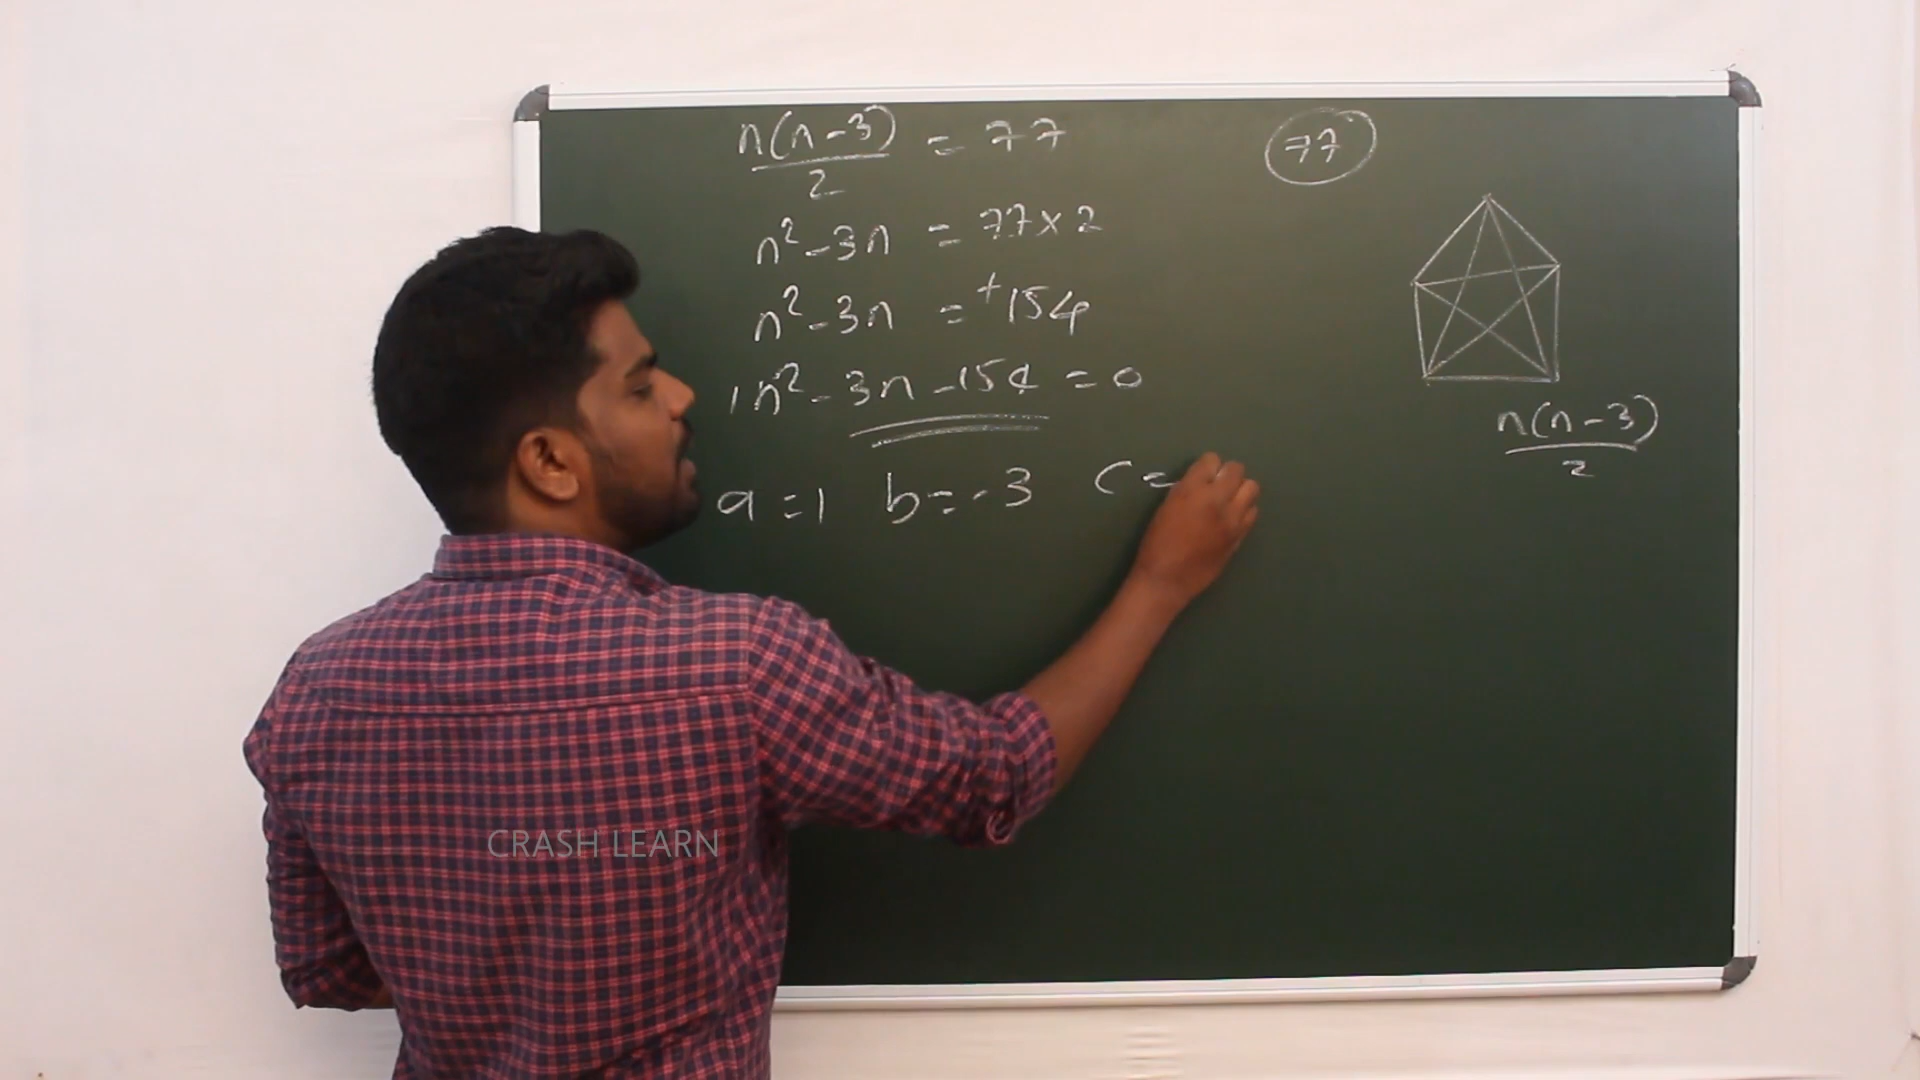 n(n-3)/2 = 77
n² - 3n = 77 x 2
n² - 3n = +154
1n² - 3n - 154 = 0
a = 1 b = -3 c =
77
n(n-3)/2
CRASH LEARN